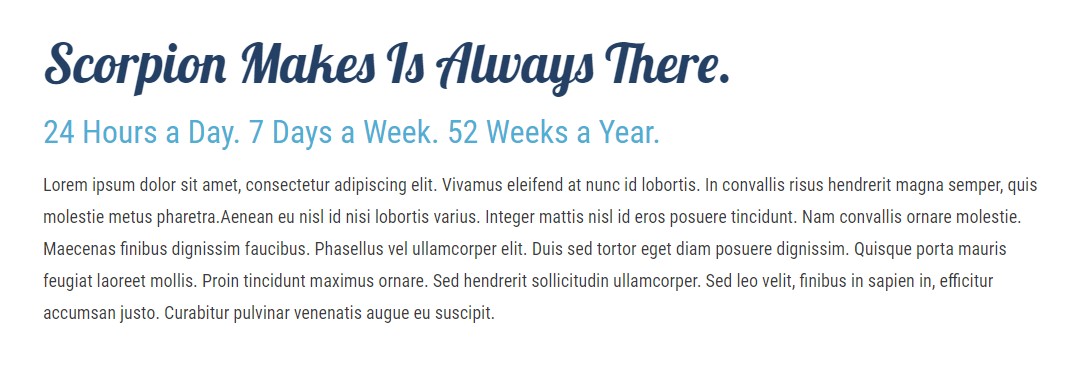 Scorpion Makes Is Always There.
24 Hours a Day. 7 Days a Week. 52 Weeks a Year.
Lorem ipsum dolor sit amet, consectetur adipiscing elit. Vivamus eleifend at nunc id lobortis. In convallis risus hendrerit magna semper, quis
molestie metus pharetra.Aenean eu nisl id nisi lobortis varius. Integer mattis nisl id eros posuere tincidunt. Nam convallis ornare molestie.
Maecenas finibus dignissim faucibus. Phasellus vel ullamcorper elit. Duis sed tortor eget diam posuere dignissim. Quisque porta mauris
feugiat laoreet mollis. Proin tincidunt maximus ornare. Sed hendrerit sollicitudin ullamcorper. Sed leo velit, finibus in sapien in, efficitur
accumsan justo. Curabitur pulvinar venenatis augue eu suscipit.